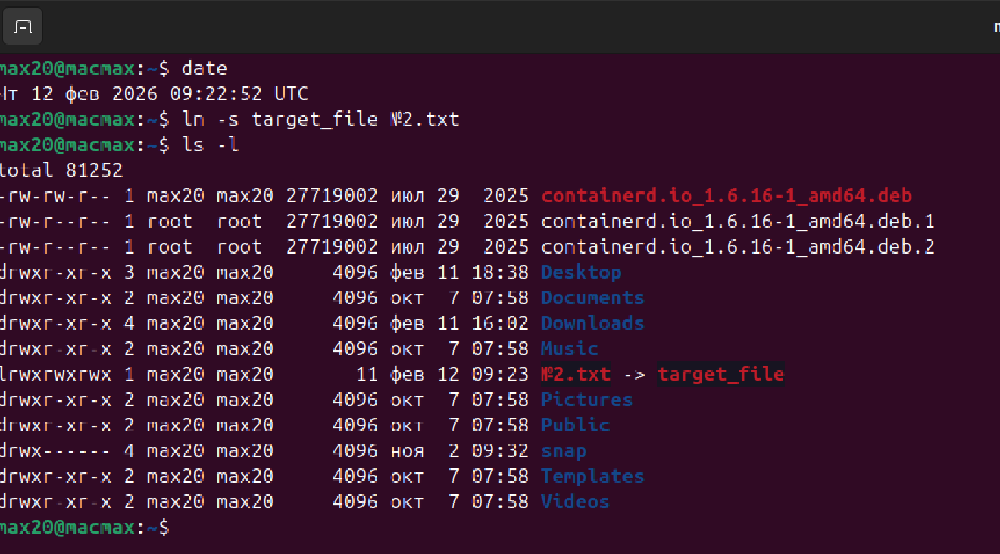 max20@macmax:~$ date
Чт 12 фев 2026 09:22:52 UTC
max20@macmax:~$ ln -s target_file №2.txt
max20@macmax:~$ ls -l
total 81252
-rw-rw-r-- 1 max20 max20 27719002 июл 29  2025 containerd.io_1.6.16-1_amd64.deb
-rw-r--r-- 1 root  root  27719002 июл 29  2025 containerd.io_1.6.16-1_amd64.deb.1
-rw-r--r-- 1 root  root  27719002 июл 29  2025 containerd.io_1.6.16-1_amd64.deb.2
drwxr-xr-x 3 max20 max20     4096 фев 11 18:38 Desktop
drwxr-xr-x 2 max20 max20     4096 окт  7 07:58 Documents
drwxr-xr-x 4 max20 max20     4096 фев 11 16:02 Downloads
drwxr-xr-x 2 max20 max20     4096 окт  7 07:58 Music
lrwxrwxrwx 1 max20 max20       11 фев 12 09:23 №2.txt -> target_file
drwxr-xr-x 2 max20 max20     4096 окт  7 07:58 Pictures
drwxr-xr-x 2 max20 max20     4096 окт  7 07:58 Public
drwx------ 4 max20 max20     4096 ноя  2 09:32 snap
drwxr-xr-x 2 max20 max20     4096 окт  7 07:58 Templates
drwxr-xr-x 2 max20 max20     4096 окт  7 07:58 Videos
max20@macmax:~$